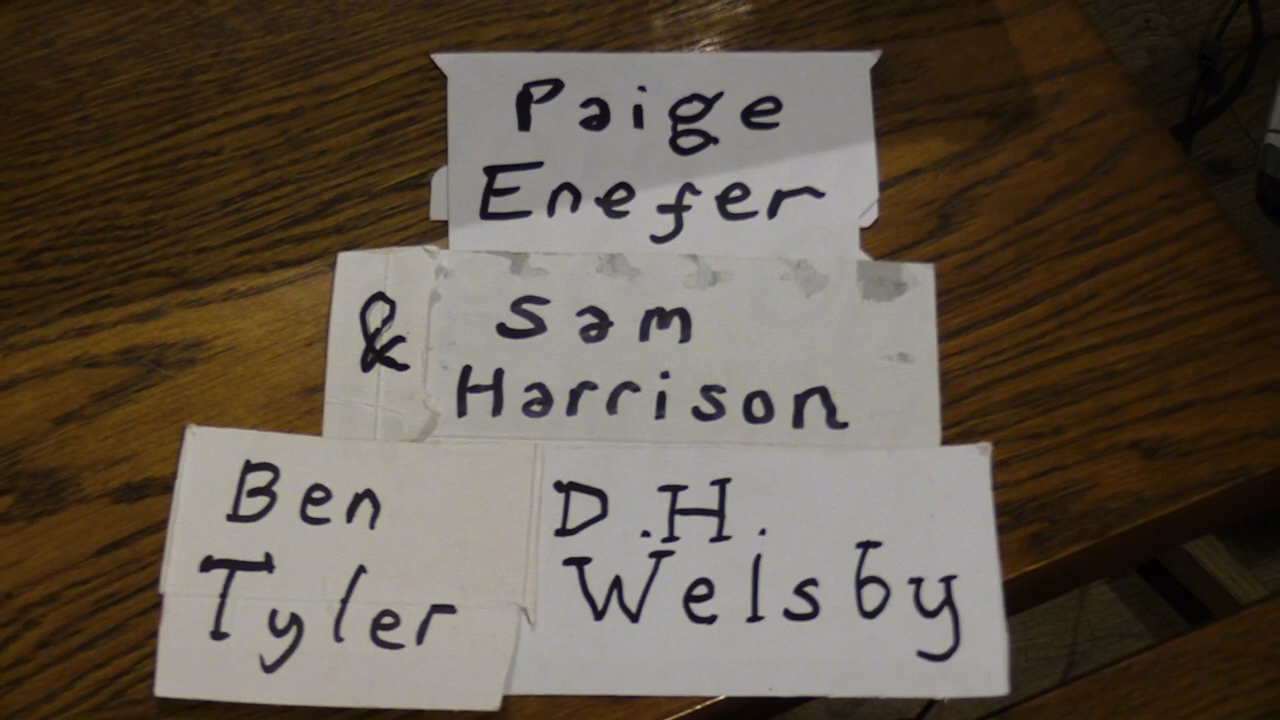 Paige
Enefer
& Sam
Harrison
Ben
Tyler
D.H.
Welsby